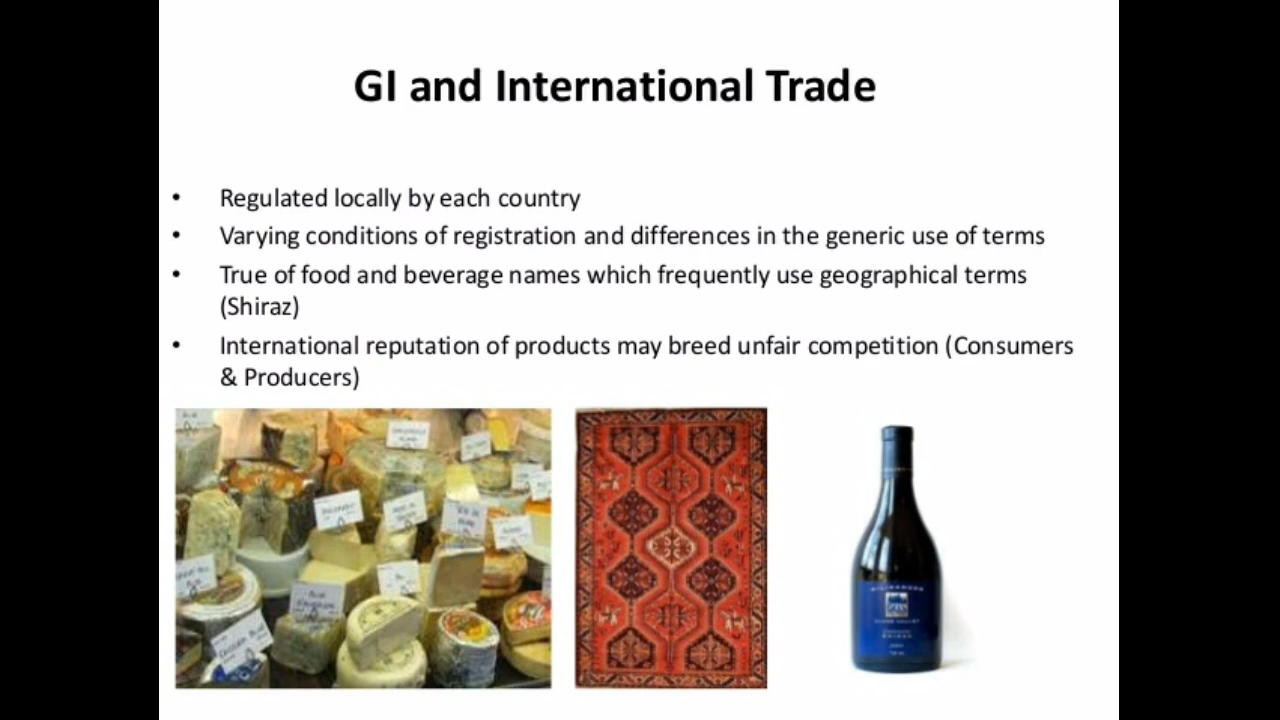 GI and International Trade
• Regulated locally by each country
• Varying conditions of registration and differences in the generic use of terms
• True of food and beverage names which frequently use geographical terms
(Shiraz)
• International reputation of products may breed unfair competition (Consumers
& Producers)
SHIRAZ